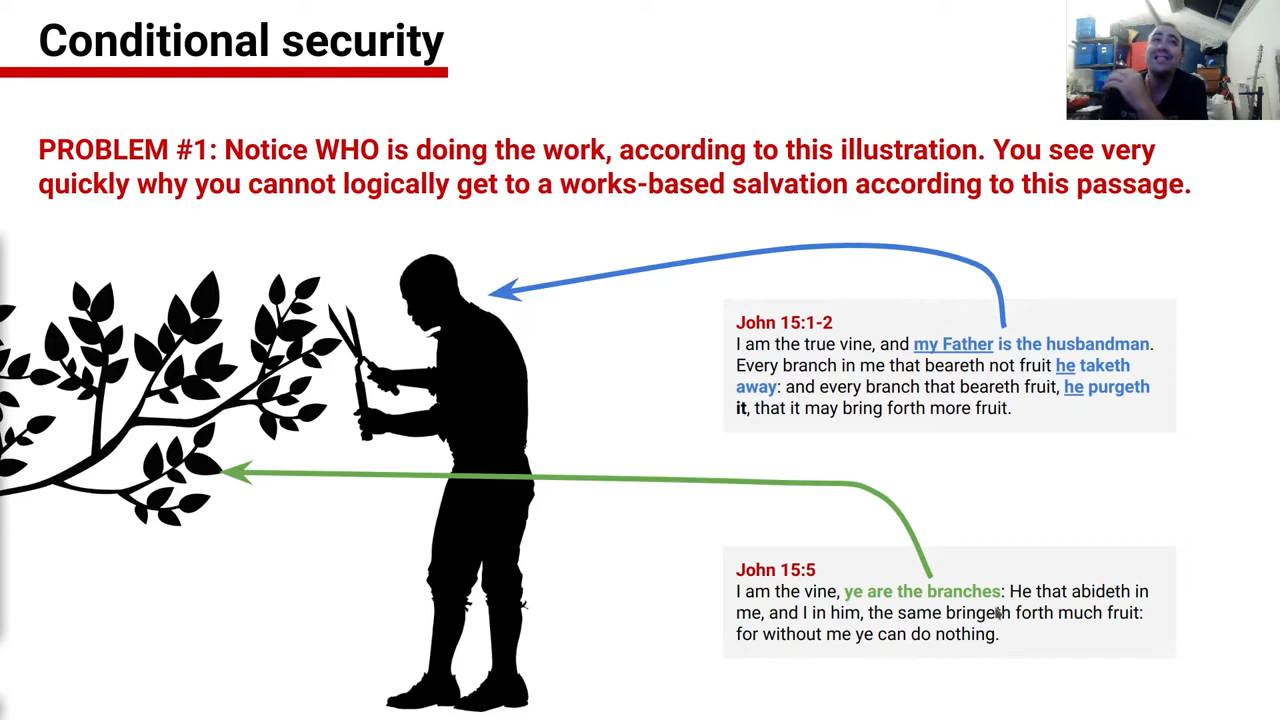 Conditional security
PROBLEM #1: Notice WHO is doing the work, according to this illustration. You see very
quickly why you cannot logically get to a works-based salvation according to this passage.
John 15:1-2
I am the true vine, and my Father is the husbandman.
Every branch in me that beareth not fruit he taketh
away: and every branch that beareth fruit, he purgeth
it, that it may bring forth more fruit.
John 15:5
I am the vine, ye are the branches: He that abideth in
me, and I in him, the same bringeth forth much fruit:
for without me ye can do nothing.